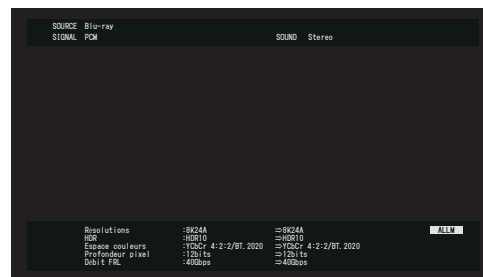 SOURCE Blu-ray
SIGNAL PCM SOUND Stereo
Résolutions :8K24A ⇒8K24A ALLM
HDR :HDR10 ⇒HDR10
Espace couleurs :YCbCr 4:2:2/BT.2020 ⇒YCbCr 4:2:2/BT.2020
Profondeur pixel :12bits ⇒12bits
Débit FRL :40Gbps ⇒40Gbps